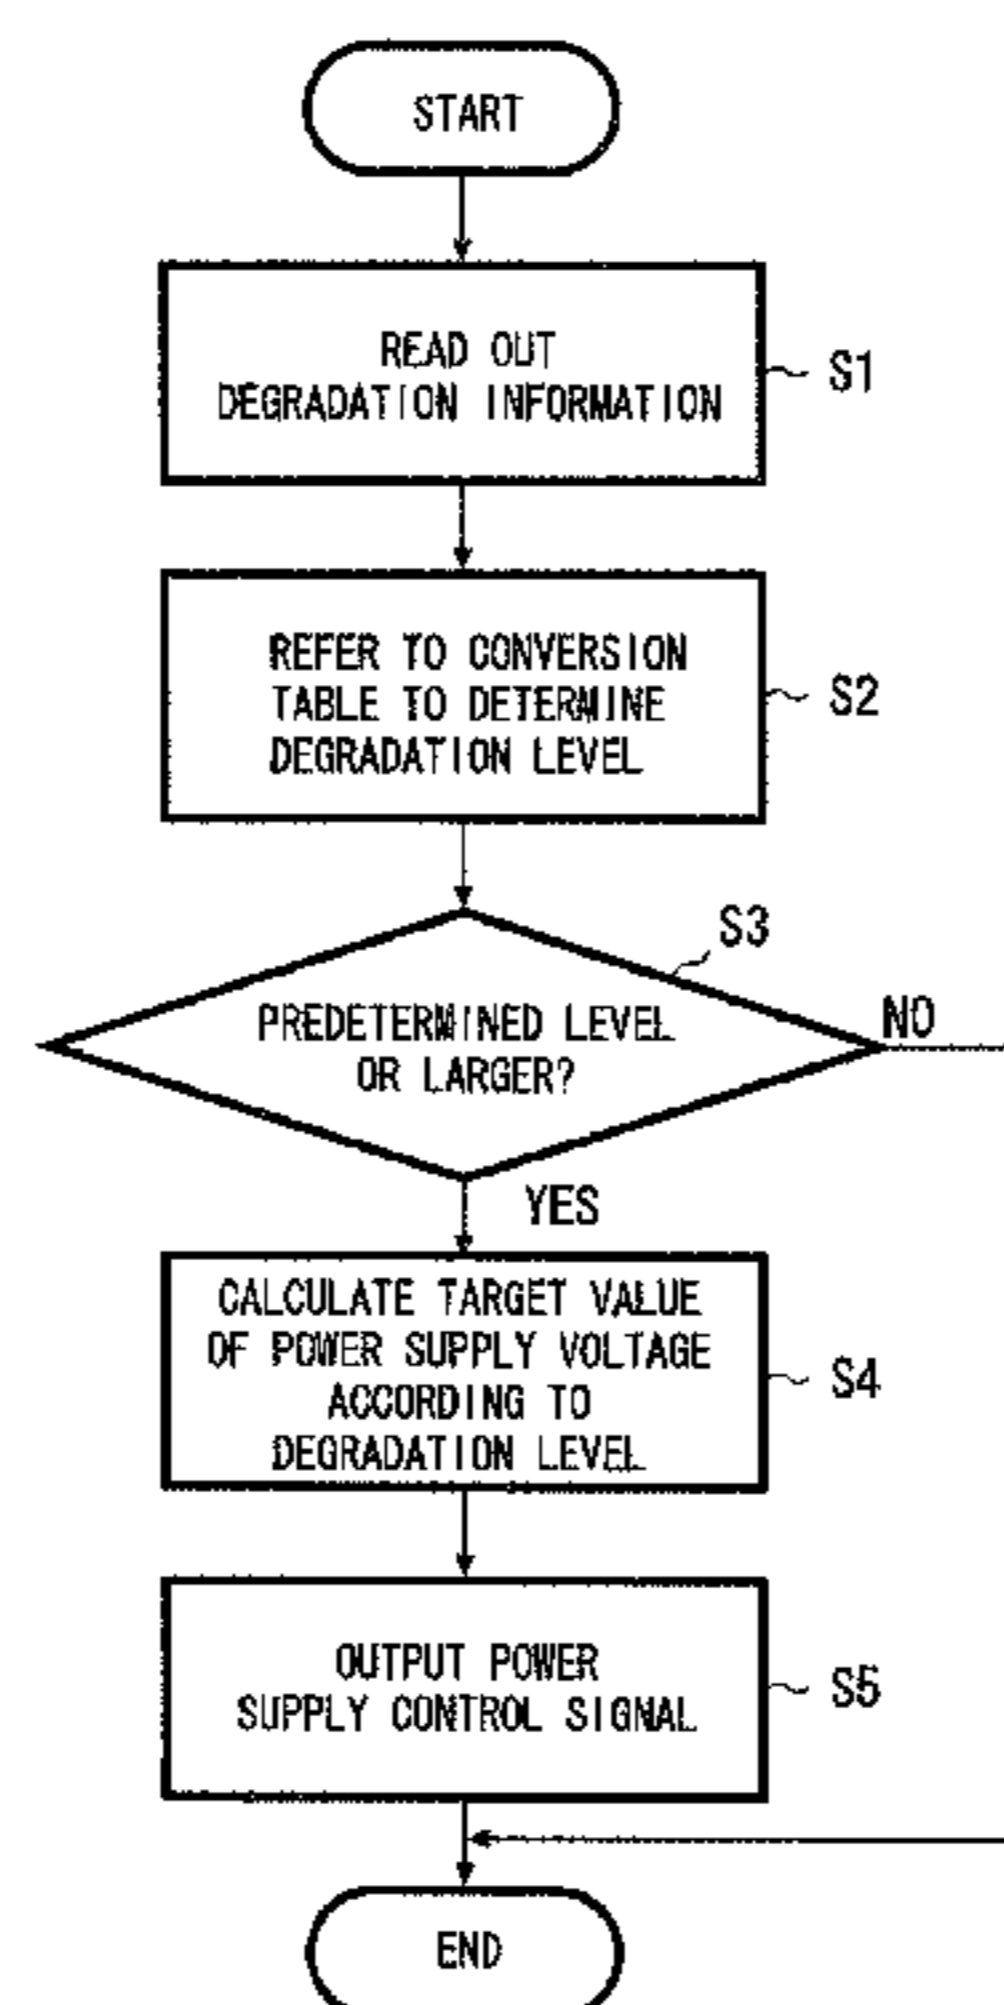 START
READ OUT
DEGRADATION INFORMATION
S1
REFER TO CONVERSION
TABLE TO DETERMINE
DEGRADATION LEVEL
S2
S3
PREDETERMINED LEVEL
OR LARGER?
NO
YES
CALCULATE TARGET VALUE
OF POWER SUPPLY VOLTAGE
ACCORDING TO
DEGRADATION LEVEL
S4
OUTPUT POWER
SUPPLY CONTROL SIGNAL
S5
END